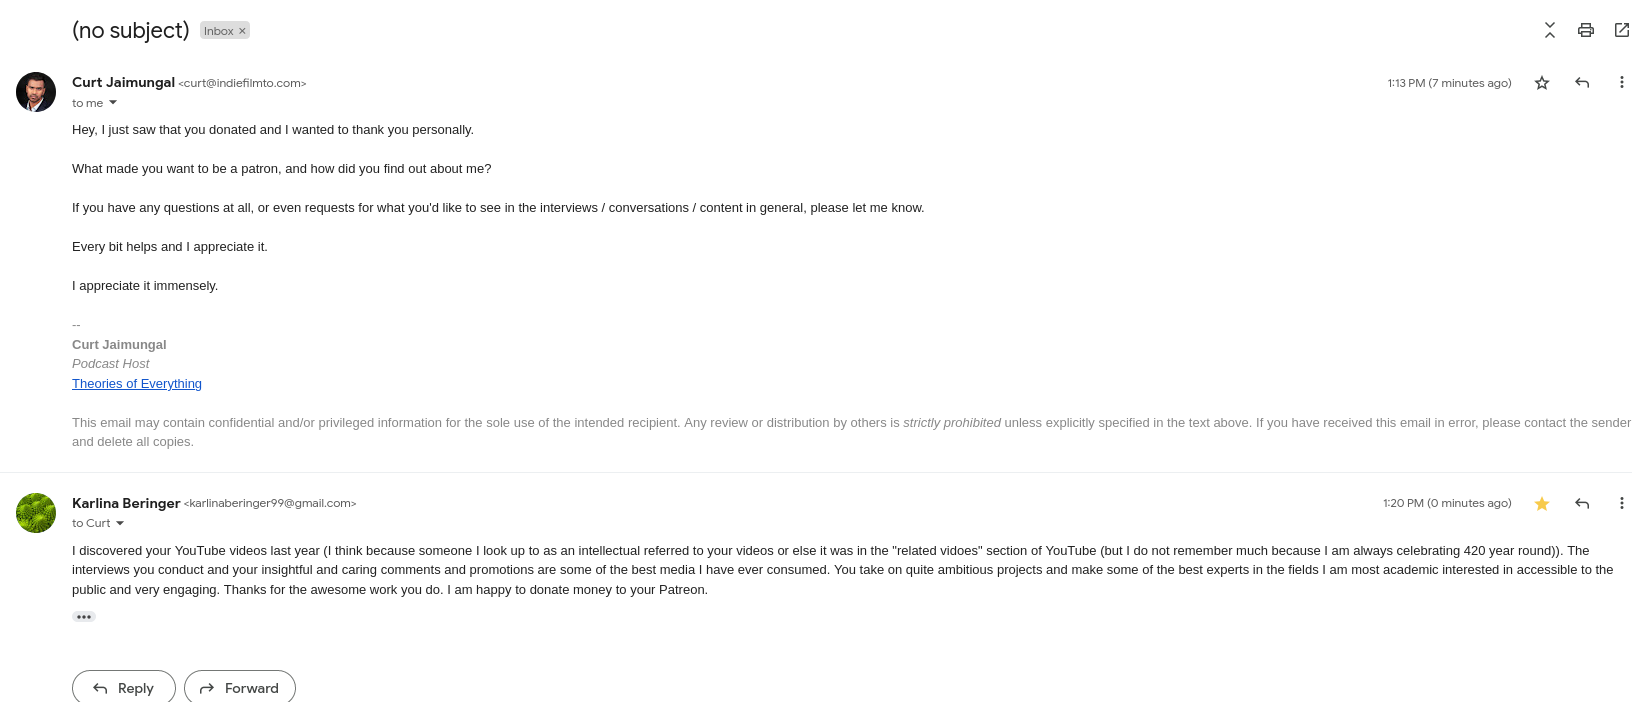 (no subject) Inbox ×
Curt Jaimungal <curt@indiefilmto.com> 1:13 PM (7 minutes ago)
to me
Hey, I just saw that you donated and I wanted to thank you personally.
What made you want to be a patron, and how did you find out about me?
If you have any questions at all, or even requests for what you'd like to see in the interviews / conversations / content in general, please let me know.
Every bit helps and I appreciate it.
I appreciate it immensely.
--
Curt Jaimungal
Podcast Host
Theories of Everything
This email may contain confidential and/or privileged information for the sole use of the intended recipient. Any review or distribution by others is strictly prohibited unless explicitly specified in the text above. If you have received this email in error, please contact the sender
and delete all copies.
Karlina Beringer <karlinaberinger99@gmail.com> 1:20 PM (0 minutes ago)
to Curt
I discovered your YouTube videos last year (I think because someone I look up to as an intellectual referred to your videos or else it was in the "related vidoes" section of YouTube (but I do not remember much because I am always celebrating 420 year round)). The
interviews you conduct and your insightful and caring comments and promotions are some of the best media I have ever consumed. You take on quite ambitious projects and make some of the best experts in the fields I am most academic interested in accessible to the
public and very engaging. Thanks for the awesome work you do. I am happy to donate money to your Patreon.
Reply Forward